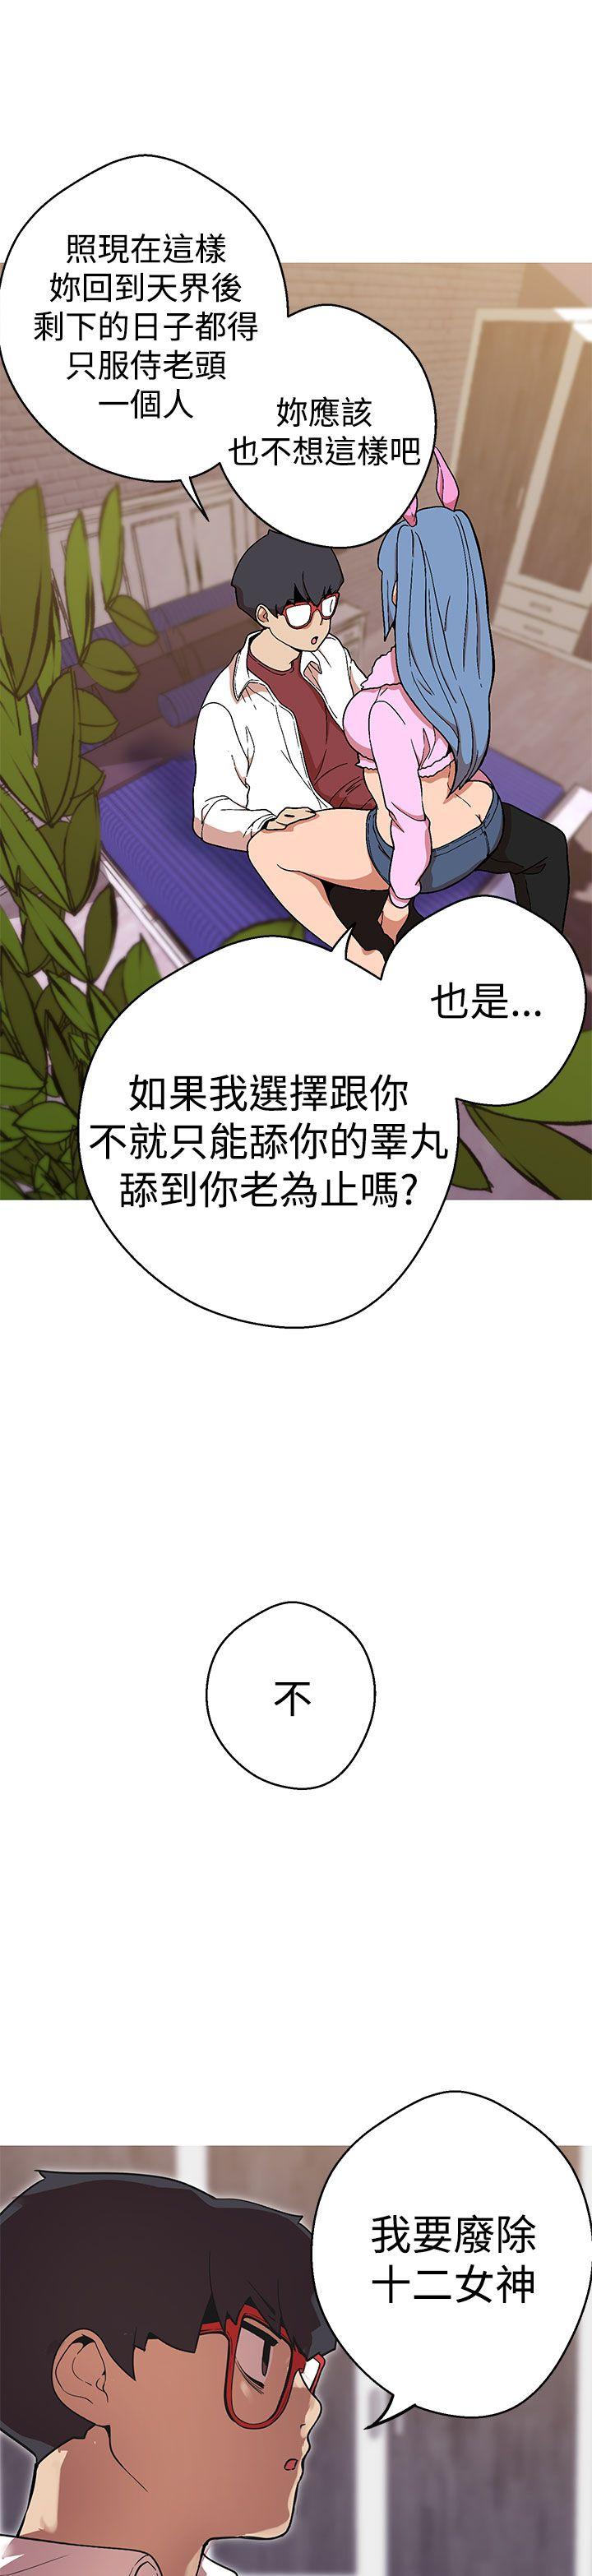 照現在這樣
妳回到天界後
剩下的日子都得
只服侍老頭
一個人
妳應該
也不想這樣吧
也是...
如果我選擇跟你
不就只能舔你的睪丸
舔到你老為止嗎?
不
我要廢除
十二女神